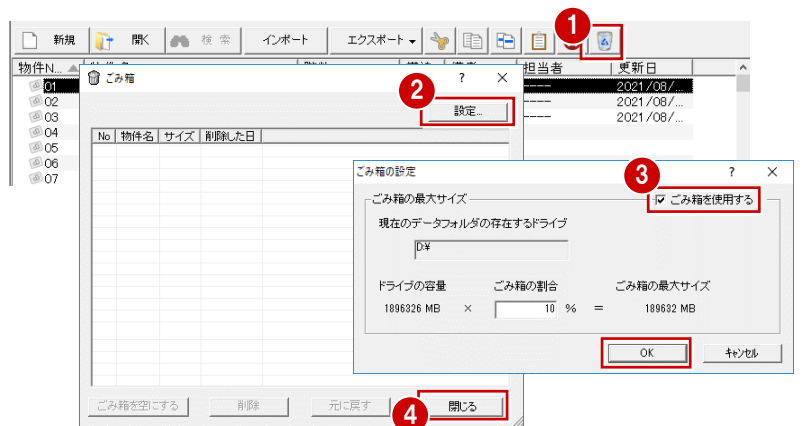 新規 開く 検索 インポート エクスポート
1
物件N... 担当者 更新日
01 ---- 2021/08/...
02 ---- 2021/08/...
03 ---- 2021/08/...
04
05
06
07
ごみ箱 ? ×
2
設定...
No 物件名 サイズ 削除した日
ごみ箱の設定 ? ×
3
ごみ箱の最大サイズ ごみ箱を使用する
現在のデータフォルダの存在するドライブ
D:¥
ドライブの容量 ごみ箱の割合 ごみ箱の最大サイズ
1896326 MB × 10 % = 189632 MB
OK キャンセル
ごみ箱を空にする 削除 元に戻す 閉じる
4